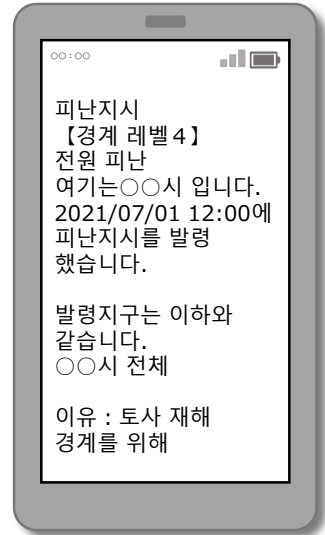 ○○:○○
피난지시
【경계 레벨４】
전원 피난
여기는○○시 입니다.
2021/07/01 12:00에
피난지시를 발령
했습니다.
발령지구는 이하와
같습니다.
○○시 전체
이유 : 토사 재해
경계를 위해